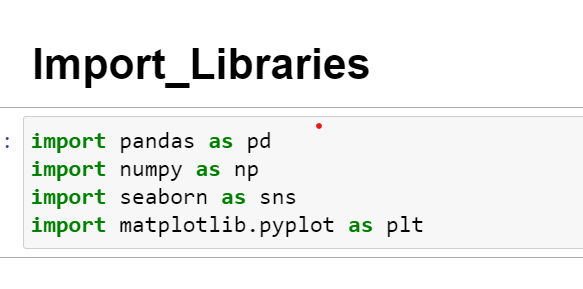 Import_Libraries
: import pandas as pd
import numpy as np
import seaborn as sns
import matplotlib.pyplot as plt